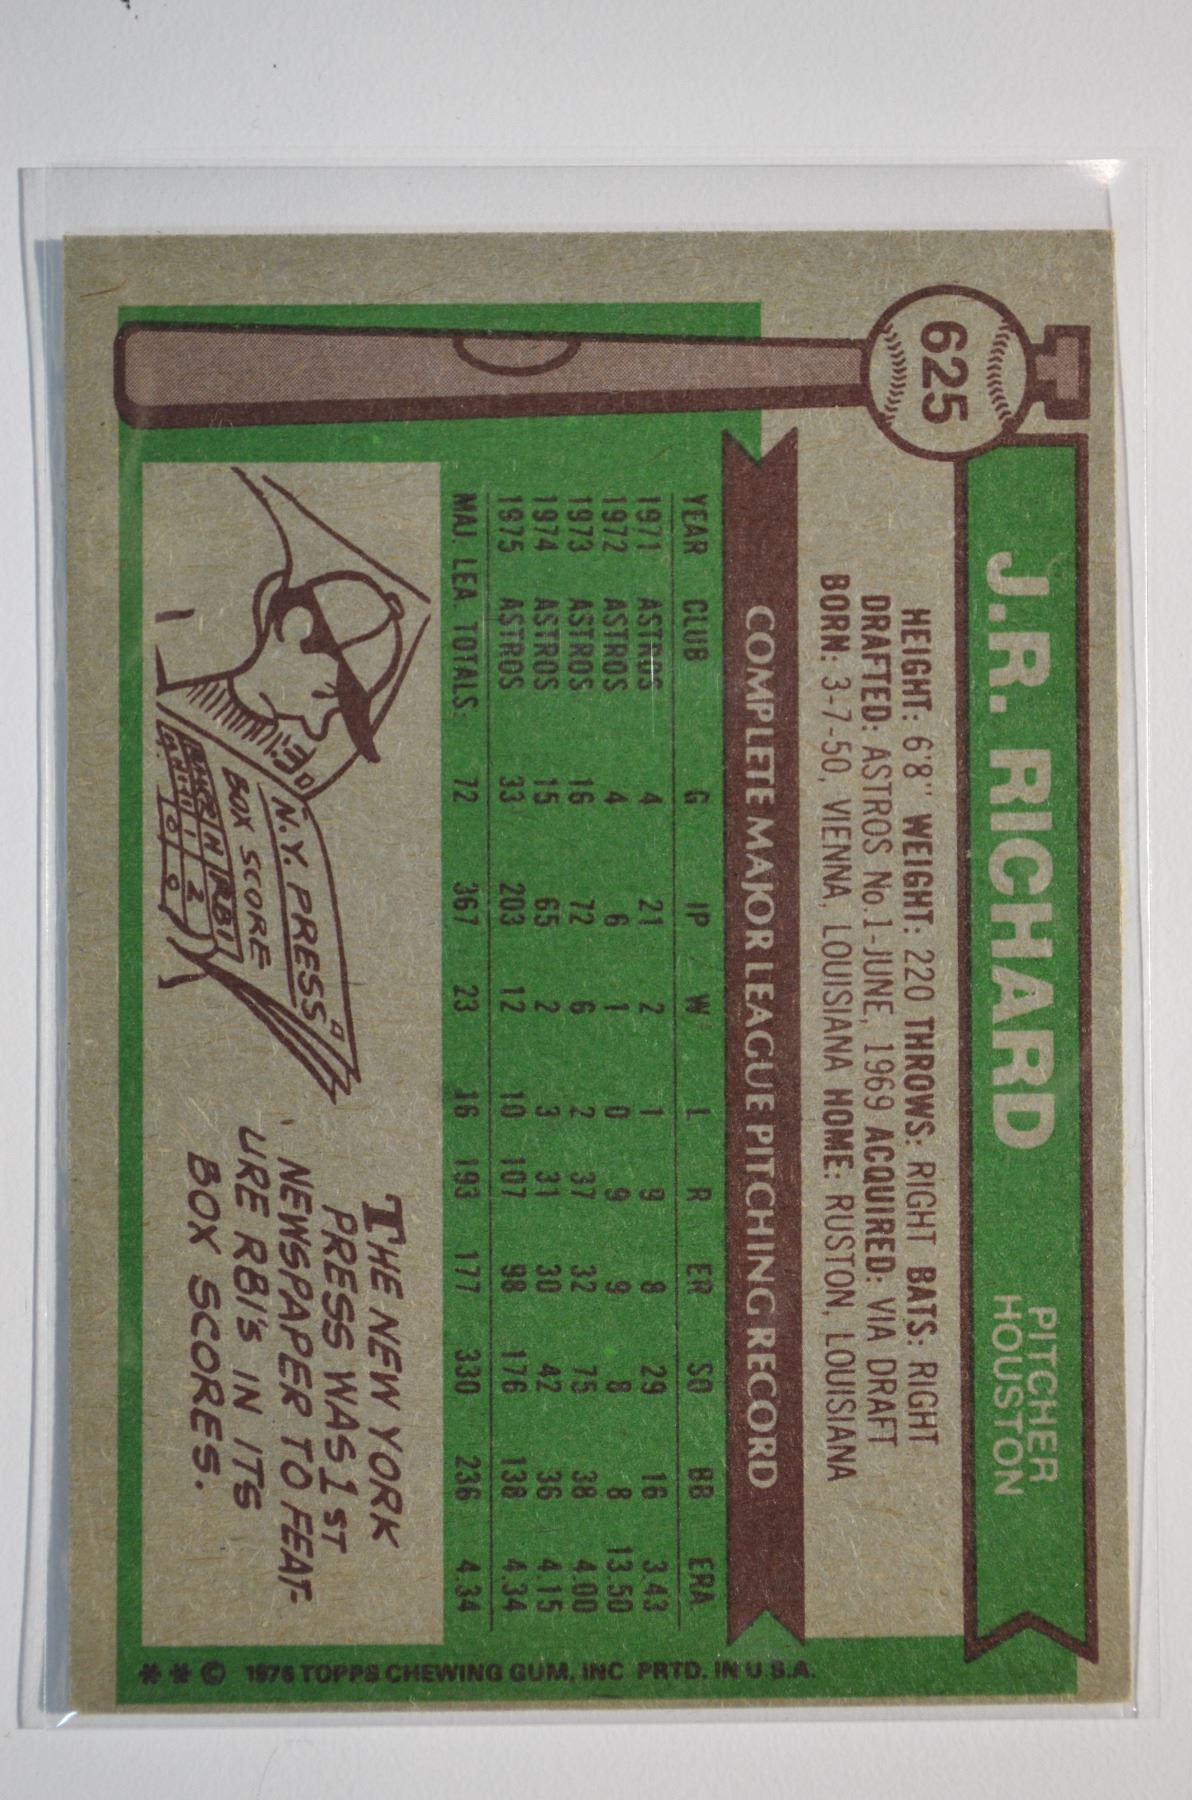 625
J.R. RICHARD
PITCHER
HOUSTON
HEIGHT: 6'8" WEIGHT: 220 THROWS: RIGHT BATS: RIGHT
DRAFTED: ASTROS No.1-JUNE, 1969 ACQUIRED: VIA DRAFT
BORN: 3-7-50, VIENNA, LOUISIANA HOME: RUSTON, LOUISIANA
COMPLETE MAJOR LEAGUE PITCHING RECORD
YEAR CLUB G IP W L R ER SO BB ERA
1971 ASTROS 4 21 2 1 9 8 29 16 3.43
1972 ASTROS 4 6 1 0 9 9 8 8 13.50
1973 ASTROS 16 72 6 2 37 32 75 38 4.00
1974 ASTROS 15 65 2 3 31 30 42 36 4.15
1975 ASTROS 33 203 12 10 107 98 176 138 4.34
MAJ. LEA. TOTALS 72 367 23 16 193 177 330 236 4.34
N.Y. PRESS
BOX SCORE
H RBI
1 2
0 0
THE NEW YORK
PRESS WAS 1ST
NEWSPAPER TO FEAT-
URE RBI'S IN ITS
BOX SCORES.
** © 1976 TOPPS CHEWING GUM, INC PRTD. IN U.S.A.